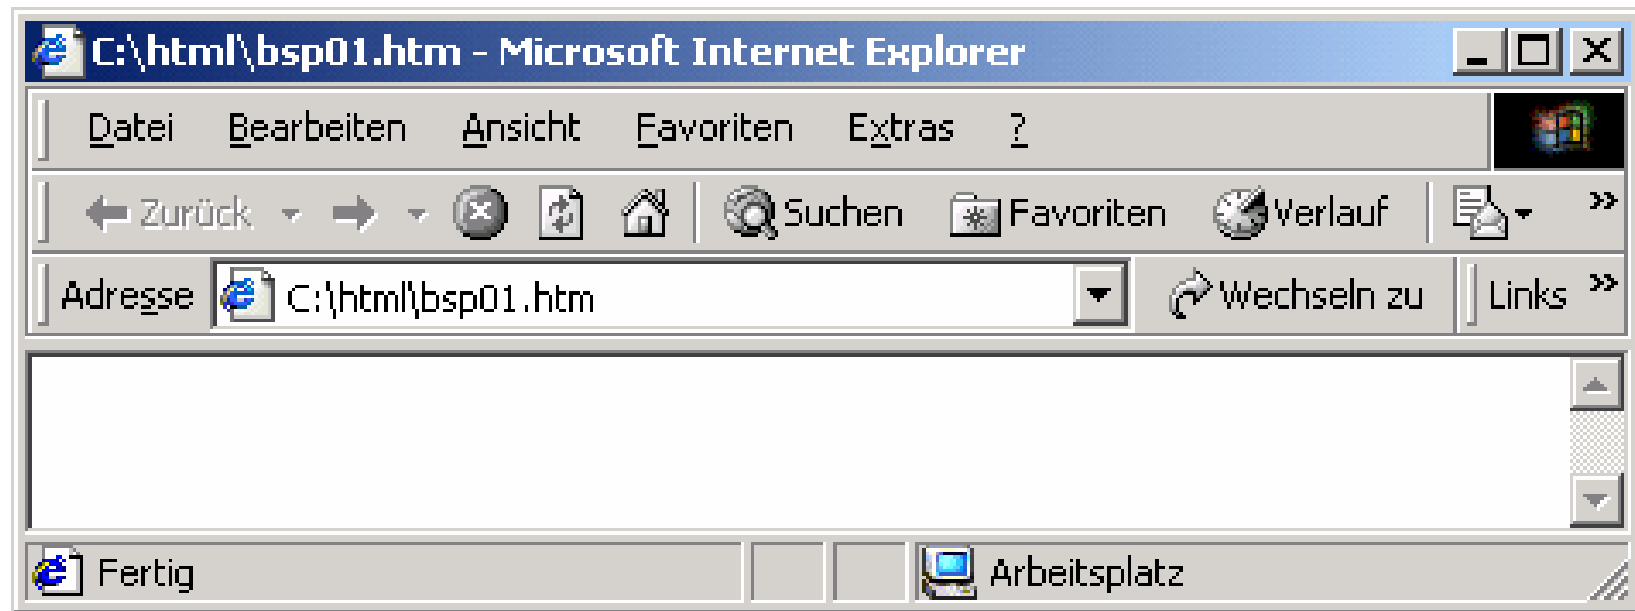 C:\html\bsp01.htm - Microsoft Internet Explorer
Datei Bearbeiten Ansicht Favoriten Extras ?
Zurück Suchen Favoriten Verlauf »
Adresse C:\html\bsp01.htm Wechseln zu Links »
Fertig Arbeitsplatz